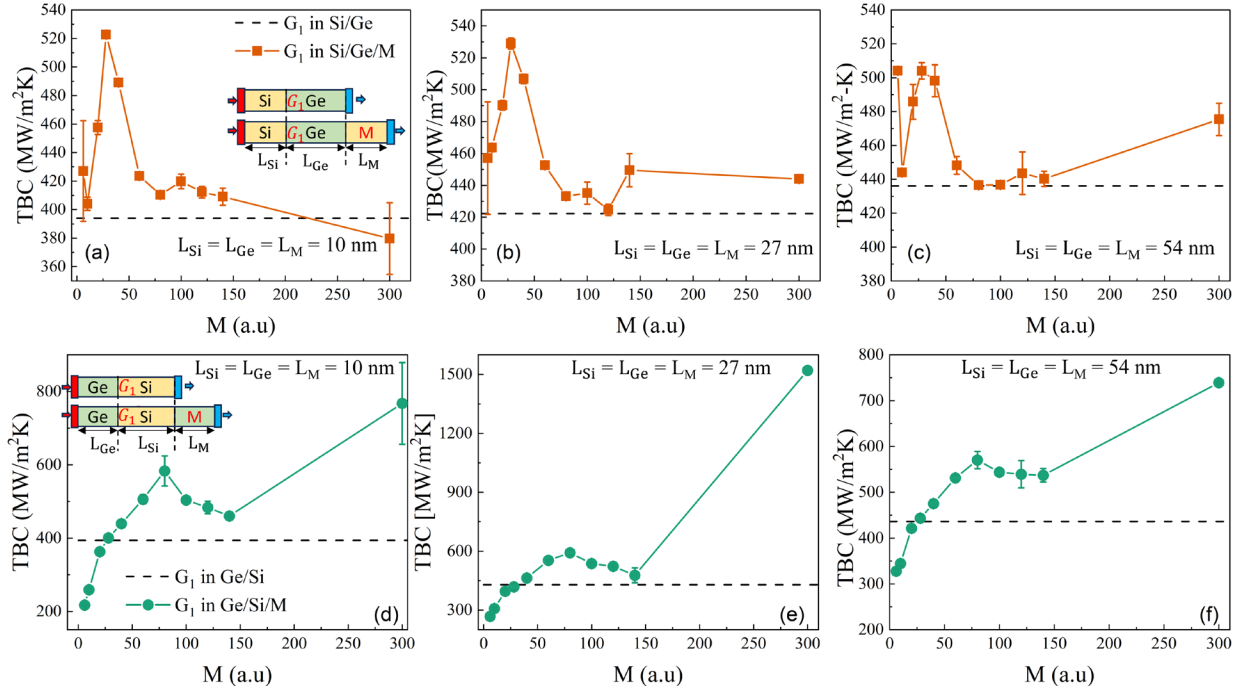 540
520
500
480
460
440
420
400
380
360
TBC (MW/m²K)
G₁ in Si/Ge
G₁ in Si/Ge/M
Si G₁ Ge
Si G₁ Ge M
L_Si L_Ge L_M
(a) L_Si = L_Ge = L_M = 10 nm
0 50 100 150 200 250 300
M (a.u)
560
540
520
500
480
460
440
420
400
380
TBC(MW/m²K)
(b) L_Si = L_Ge = L_M = 27 nm
0 50 100 150 200 250 300
M (a.u)
540
520
500
480
460
440
420
400
380
TBC (MW/m²-K)
(c) L_Si = L_Ge = L_M = 54 nm
0 50 100 150 200 250 300
M (a.u)
800
600
400
200
TBC (MW/m²K)
L_Si = L_Ge = L_M = 10 nm
Ge G₁ Si
Ge G₁ Si M
L_Ge L_Si L_M
G₁ in Ge/Si
G₁ in Ge/Si/M
(d)
0 50 100 150 200 250 300
M (a.u)
1500
1200
900
600
300
TBC [MW/m²K]
L_Si = L_Ge = L_M = 27 nm
(e)
0 50 100 150 200 250 300
M (a.u)
800
700
600
500
400
300
200
TBC (MW/m²K)
L_Si = L_Ge = L_M = 54 nm
(f)
0 50 100 150 200 250 300
M (a.u)